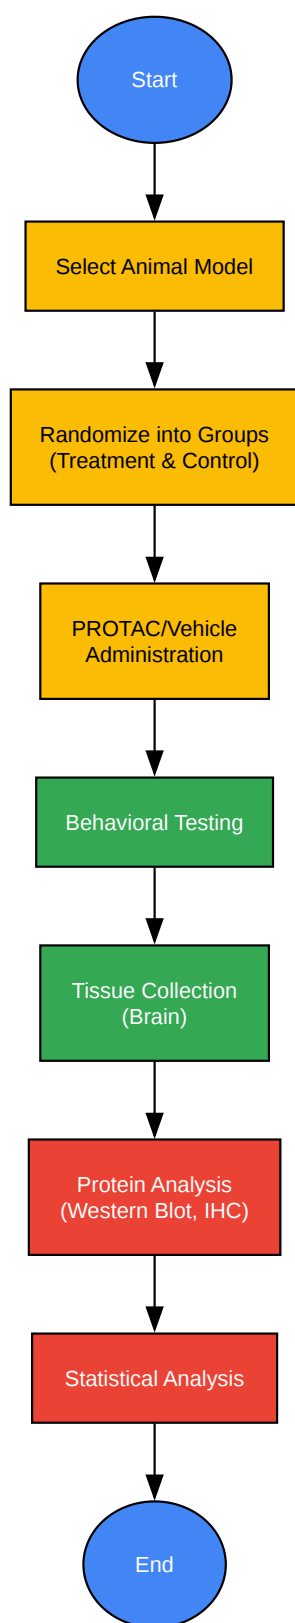 Start
Select Animal Model
Randomize into Groups
(Treatment & Control)
PROTAC/Vehicle
Administration
Behavioral Testing
Tissue Collection
(Brain)
Protein Analysis
(Western Blot, IHC)
Statistical Analysis
End